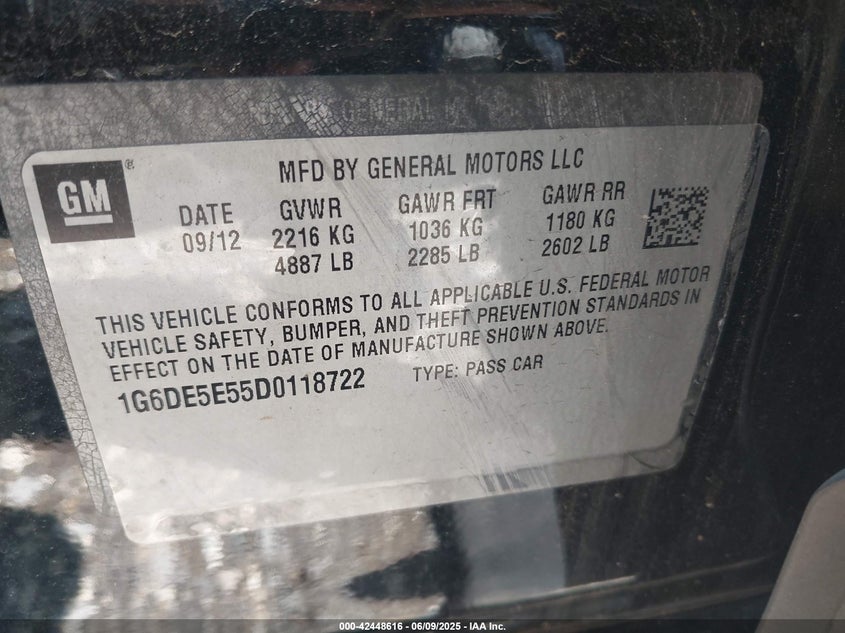 GENERAL M
MFD BY GENERAL MOTORS LLC
GM ®
DATE GVWR GAWR FRT GAWR RR
09/12 2216 KG 1036 KG 1180 KG
4887 LB 2285 LB 2602 LB
THIS VEHICLE CONFORMS TO ALL APPLICABLE U.S. FEDERAL MOTOR
VEHICLE SAFETY, BUMPER, AND THEFT PREVENTION STANDARDS IN
EFFECT ON THE DATE OF MANUFACTURE SHOWN ABOVE.
1G6DE5E55D0118722 TYPE: PASS CAR
000-42448616 - 06/09/2025 - IAA Inc.